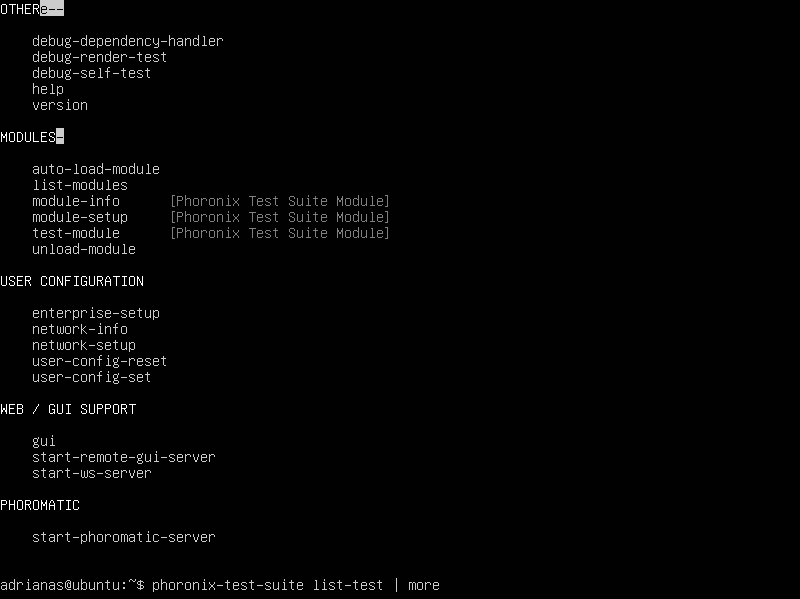 OTHERe--
debug-dependency-handler
debug-render-test
debug-self-test
help
version
MODULES-
auto-load-module
list-modules
module-info [Phoronix Test Suite Module]
module-setup [Phoronix Test Suite Module]
test-module [Phoronix Test Suite Module]
unload-module
USER CONFIGURATION
enterprise-setup
network-info
network-setup
user-config-reset
user-config-set
WEB / GUI SUPPORT
gui
start-remote-gui-server
start-ws-server
PHOROMATIC
start-phoromatic-server
adrianas@ubuntu:~$ phoronix-test-suite list-test | more